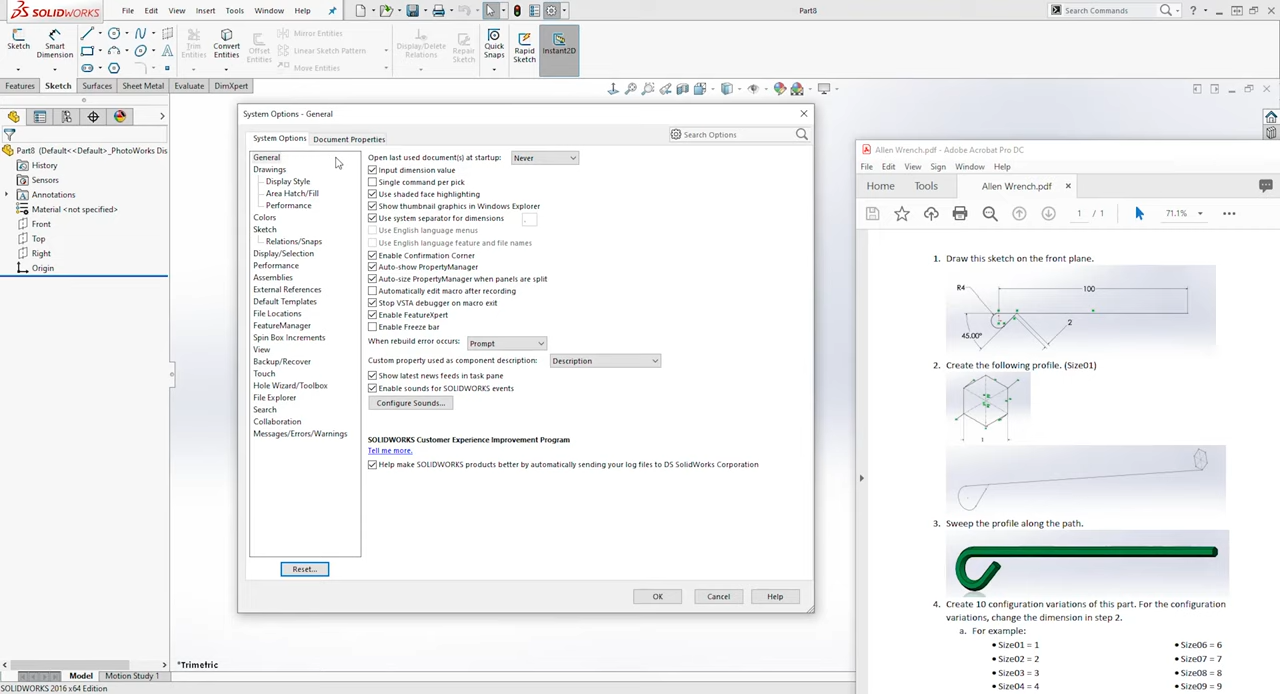 SOLIDWORKS
File Edit View Insert Tools Window Help
Part8
Search Commands
Sketch
Smart Dimension
Trim Entities
Convert Entities
Offset Entities
Mirror Entities
Linear Sketch Pattern
Move Entities
Display/Delete Relations
Repair Sketch
Quick Snaps
Rapid Sketch
Instant2D
Features Sketch Surfaces Sheet Metal Evaluate DimXpert
Part8 (Default<<Default>_PhotoWorks Dis
History
Sensors
Annotations
Material <not specified>
Front
Top
Right
Origin
System Options - General
System Options Document Properties
Search Options
General
Drawings
Display Style
Area Hatch/Fill
Performance
Colors
Sketch
Relations/Snaps
Display/Selection
Performance
Assemblies
External References
Default Templates
File Locations
FeatureManager
Spin Box Increments
View
Backup/Recover
Touch
Hole Wizard/Toolbox
File Explorer
Search
Collaboration
Messages/Errors/Warnings
Reset...
Open last used document(s) at startup: Never
Input dimension value
Single command per pick
Use shaded face highlighting
Show thumbnail graphics in Windows Explorer
Use system separator for dimensions
Use English language menus
Use English language feature and file names
Enable Confirmation Corner
Auto-show PropertyManager
Auto-size PropertyManager when panels are split
Automatically edit macro after recording
Stop VSTA debugger on macro exit
Enable FeatureXpert
Enable Freeze bar
When rebuild error occurs: Prompt
Custom property used as component description: Description
Show latest news feeds in task pane
Enable sounds for SOLIDWORKS events
Configure Sounds...
SOLIDWORKS Customer Experience Improvement Program
Tell me more.
Help make SOLIDWORKS products better by automatically sending your log files to DS SolidWorks Corporation
OK Cancel Help
*Trimetric
Model Motion Study 1
SOLIDWORKS 2016 x64 Edition
Allen Wrench.pdf - Adobe Acrobat Pro DC
File Edit View Sign Window Help
Home Tools Allen Wrench.pdf ×
1 / 1 71.1%
1. Draw this sketch on the front plane.
R4
100
45.00°
2
2. Create the following profile. (Size01)
1
3. Sweep the profile along the path.
4. Create 10 configuration variations of this part. For the configuration
variations, change the dimension in step 2.
a. For example:
• Size01 = 1 • Size06 = 6
• Size02 = 2 • Size07 = 7
• Size03 = 3 • Size08 = 8
• Size04 = 4 • Size09 = 9